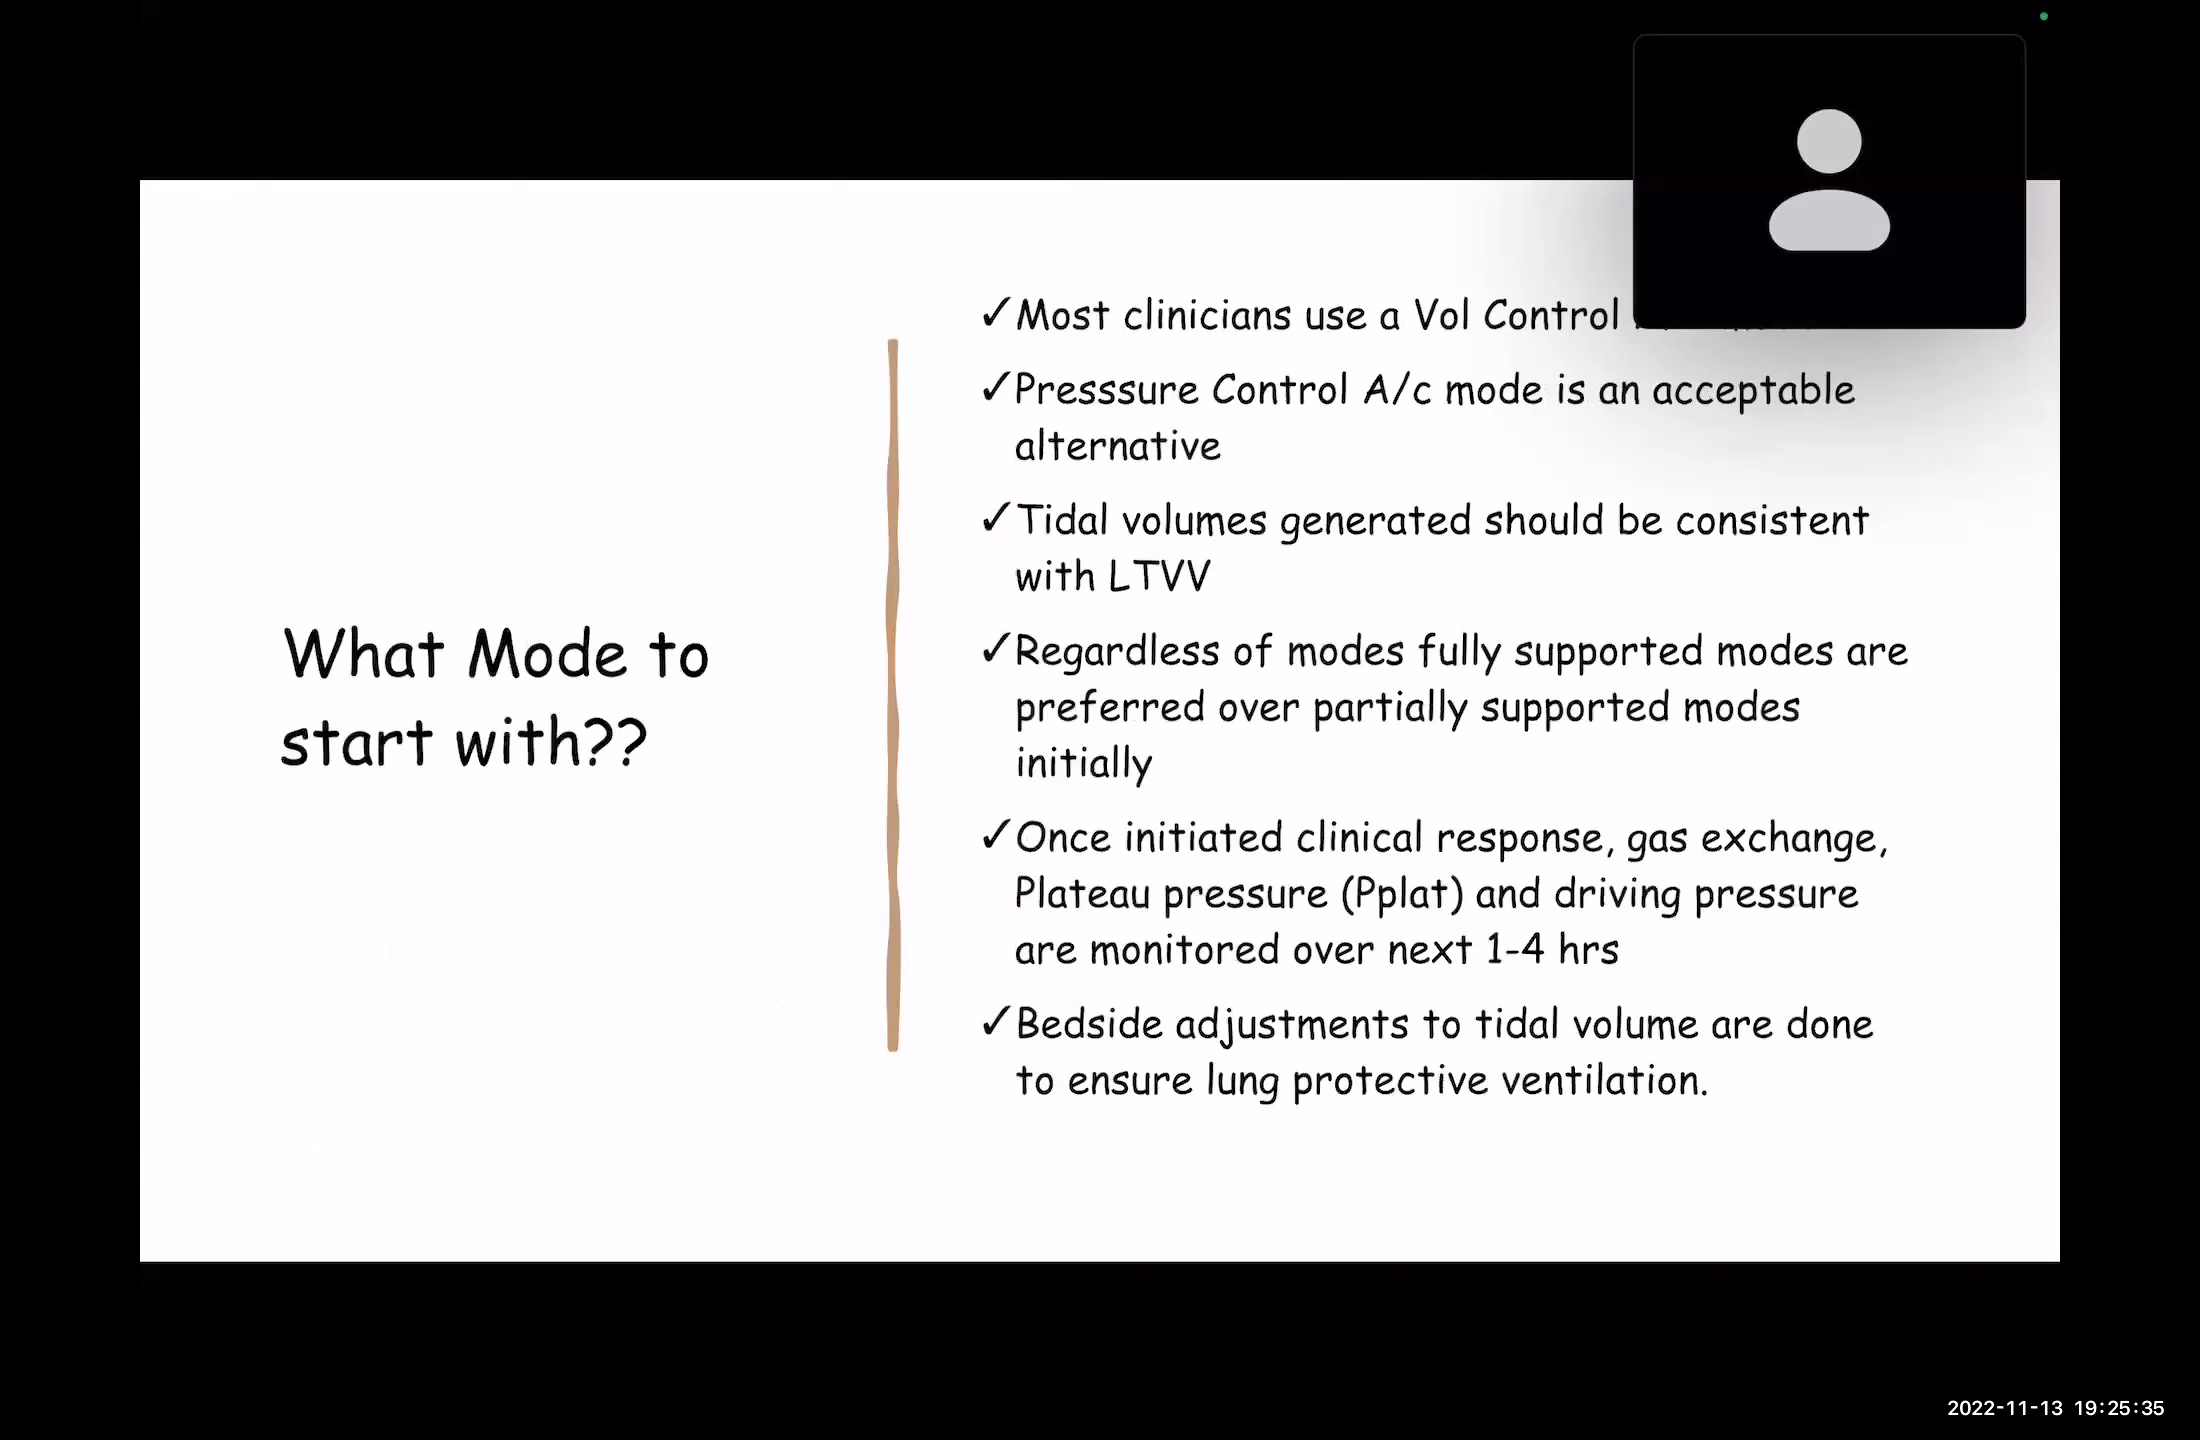 What Mode to
start with??
✓Most clinicians use a Vol Control
✓Presssure Control A/c mode is an acceptable
alternative
✓Tidal volumes generated should be consistent
with LTVV
✓Regardless of modes fully supported modes are
preferred over partially supported modes
initially
✓Once initiated clinical response, gas exchange,
Plateau pressure (Pplat) and driving pressure
are monitored over next 1-4 hrs
✓Bedside adjustments to tidal volume are done
to ensure lung protective ventilation.
2022-11-13 19:25:35